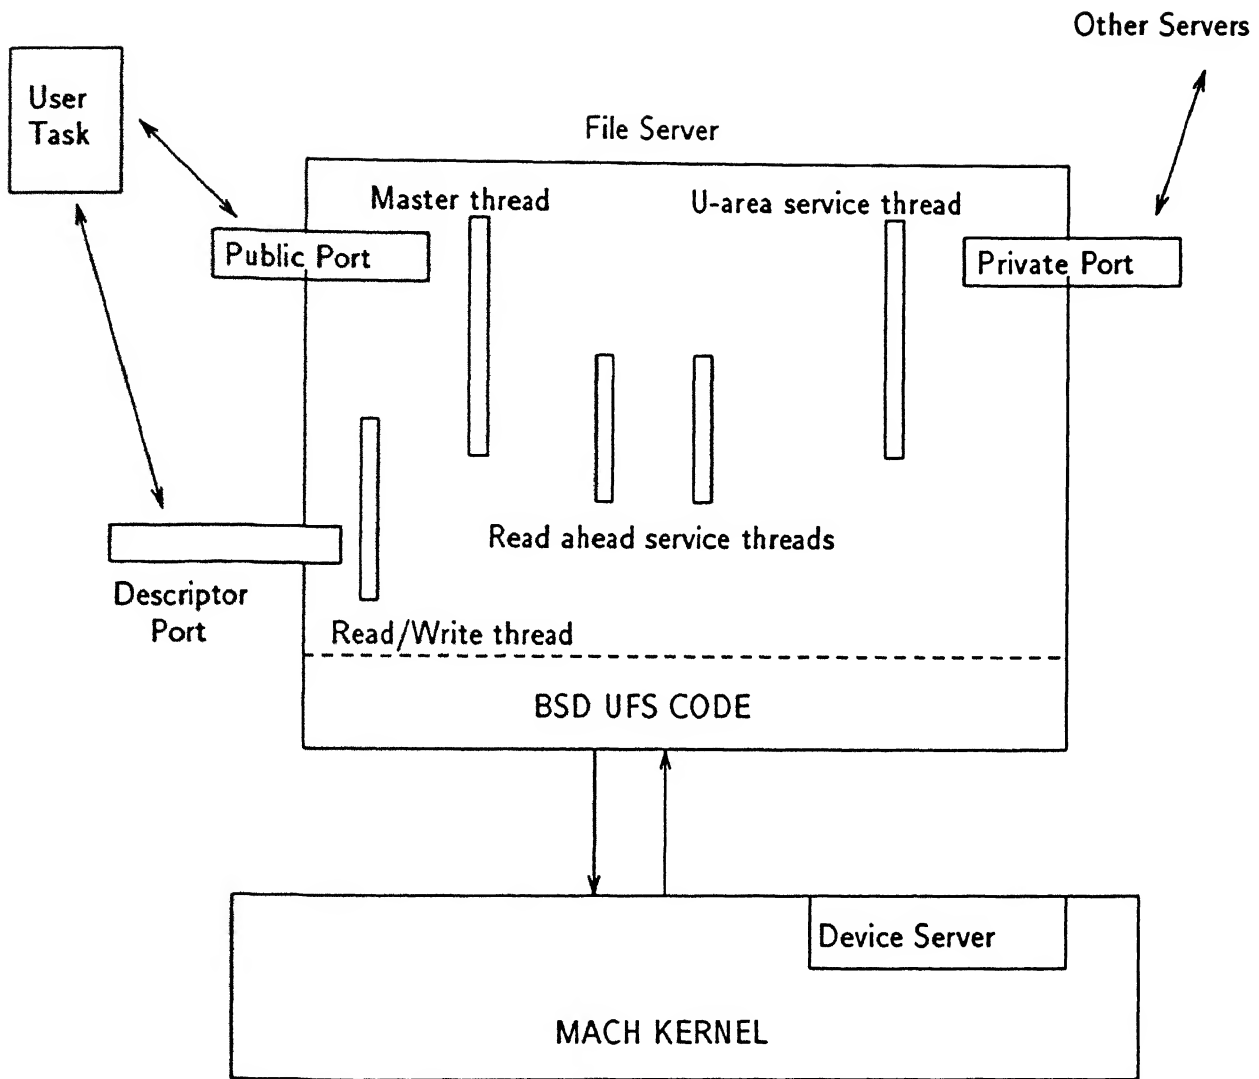 Other Servers
User
Task
File Server
Master thread
U-area service thread
Public Port
Private Port
Read ahead service threads
Descriptor
Port
Read/Write thread
BSD UFS CODE
Device Server
MACH KERNEL